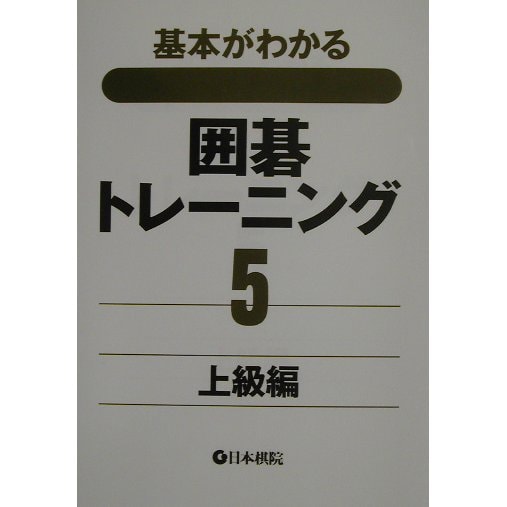 基本がわかる
囲碁
トレーニング
5
上級編
日本棋院